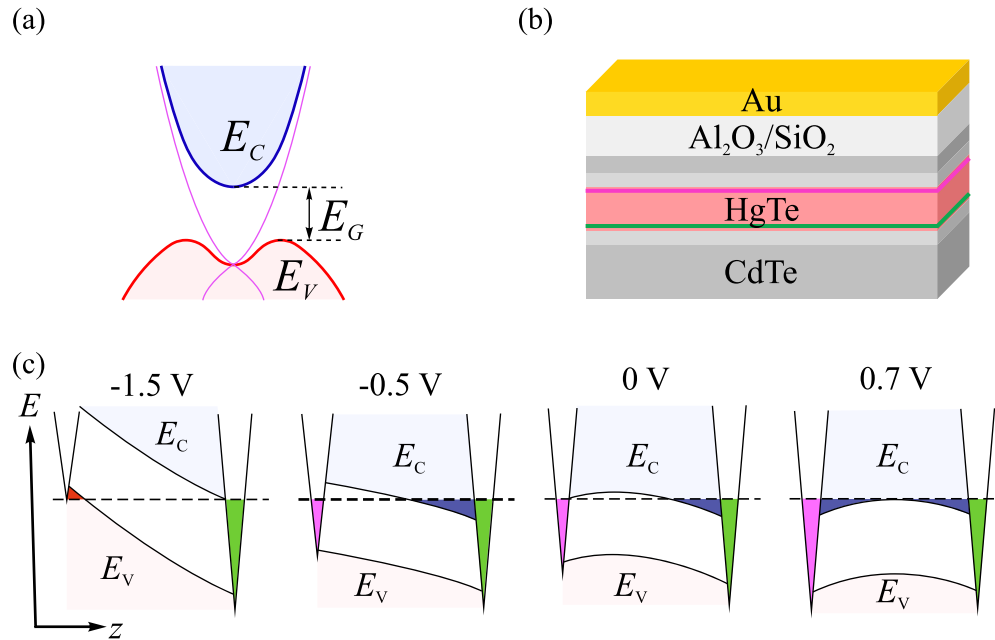 (a)
(b)
E_C
E_G
E_V
Au
Al₂O₃/SiO₂
HgTe
CdTe
(c)
-1.5 V
-0.5 V
0 V
0.7 V
E
E_C
E_C
E_C
E_C
E_V
E_V
E_V
E_V
z